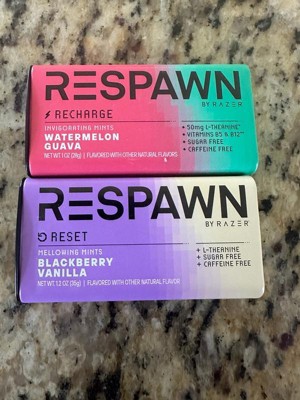 RESPAWN
BY RAZER
RECHARGE
INVIGORATING MINTS
WATERMELON
GUAVA
NET WT. 1 OZ (28g) | FLAVORED WITH OTHER NATURAL FLAVORS
• 50mg L-THEANINE*
• VITAMINS B5 & B12**
• SUGAR FREE
• CAFFEINE FREE
RESPAWN
BY RAZER
RESET
MELLOWING MINTS
BLACKBERRY
VANILLA
NET WT. 1.2 OZ (35g) | FLAVORED WITH OTHER NATURAL FLAVOR
+ L-THEANINE
+ SUGAR FREE
+ CAFFEINE FREE